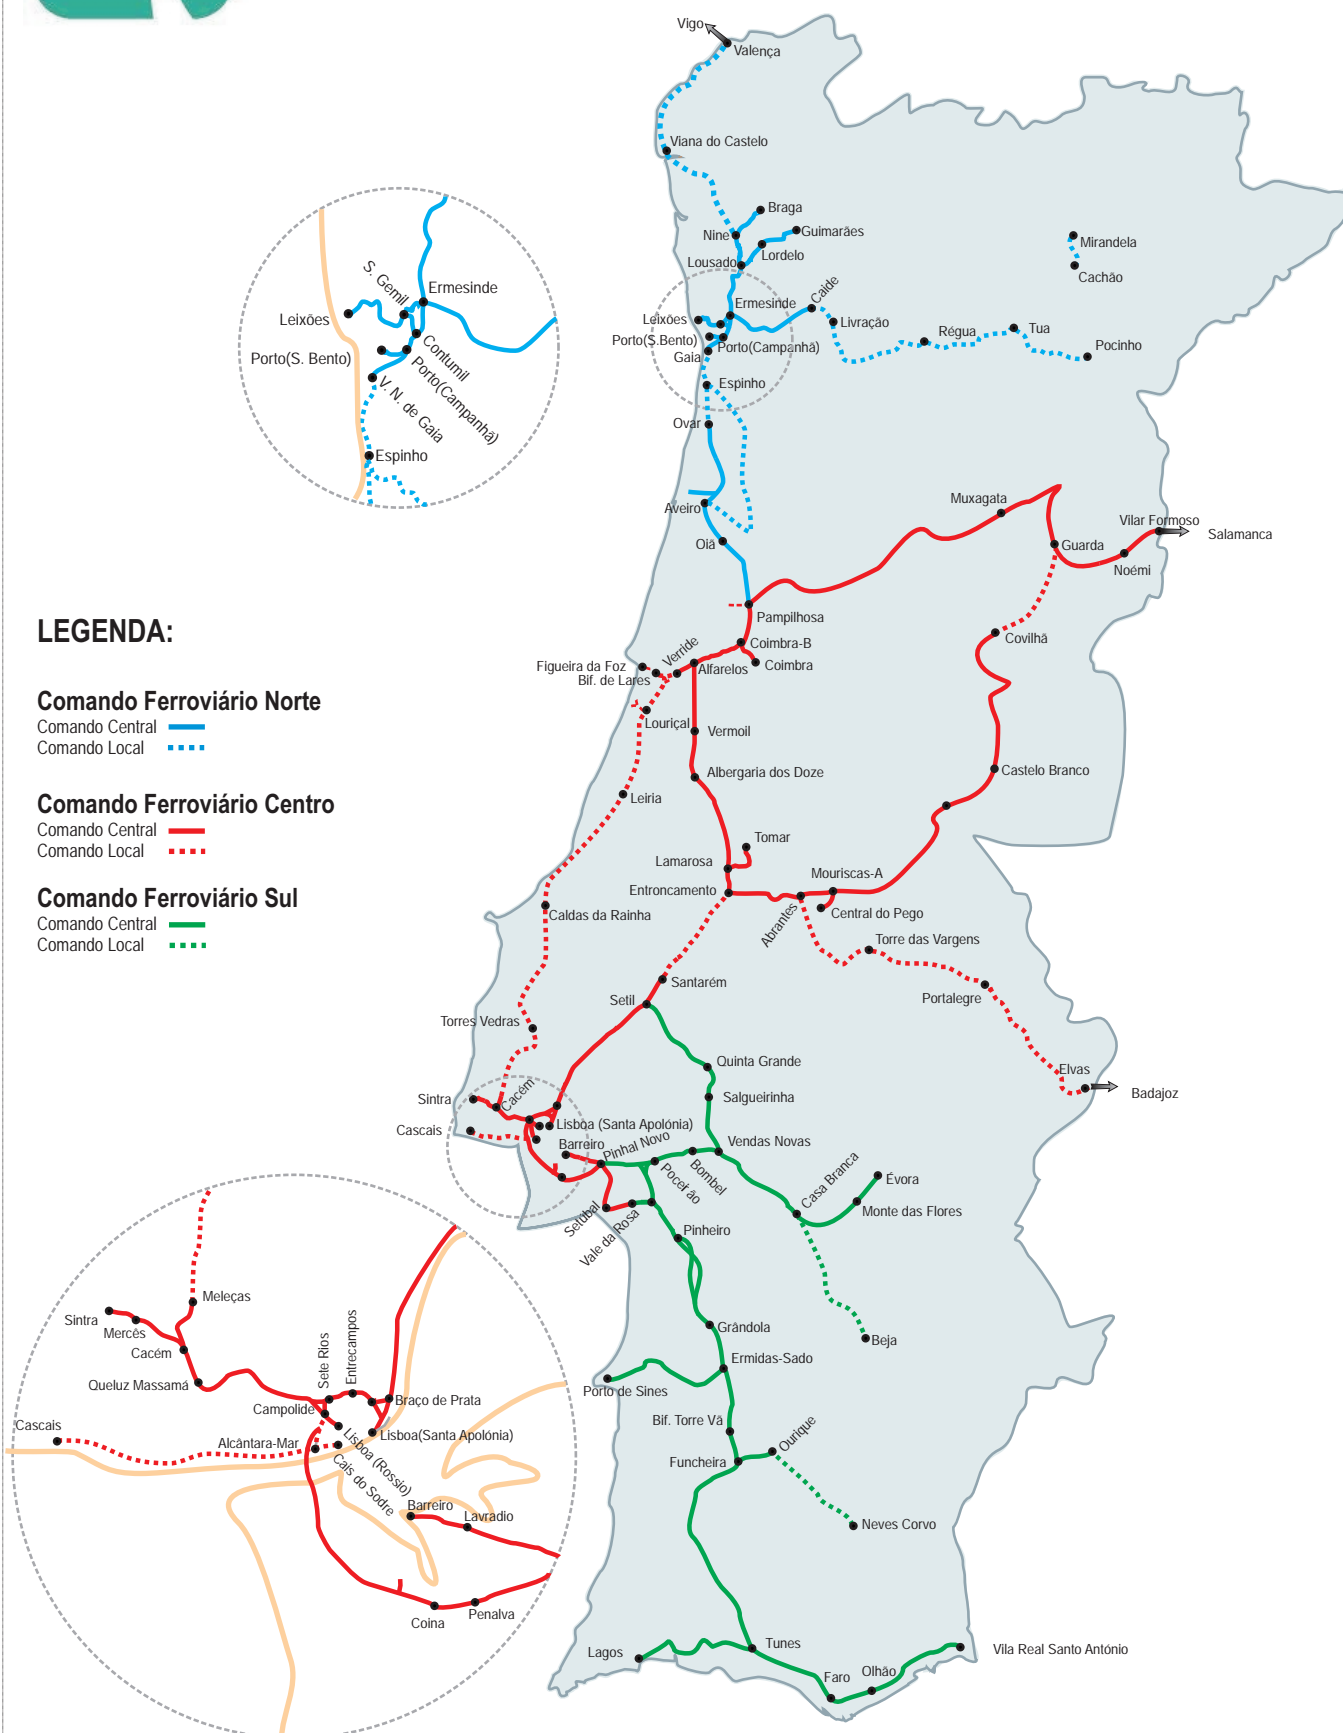 Vigo
Valença
Viana do Castelo
Braga
Nine
Guimarães
Lordelo
Lousado
Mirandela
Cachão
Ermesinde
Caide
Leixões
Livração
Porto(S.Bento)
Porto(Campanhã)
Gaia
Régua
Tua
Pocinho
Espinho
Ovar
Aveiro
Oiã
S. Gemil
Ermesinde
Leixões
Contumil
Porto(S. Bento)
Porto(Campanhã)
V. N. de Gaia
Espinho
Muxagata
Vilar Formoso
Salamanca
Guarda
Noémi
Pampilhosa
Covilhã
Coimbra-B
Coimbra
Verride
Figueira da Foz
Bif. de Lares
Alfarelos
Louriçal
Vermoil
Albergaria dos Doze
Castelo Branco
Leiria
Tomar
Lamarosa
Mouriscas-A
Entroncamento
Central do Pego
Abrantes
Caldas da Rainha
Torre das Vargens
Portalegre
Santarém
Setil
Torres Vedras
Quinta Grande
Elvas
Badajoz
Salgueirinha
Sintra
Cacém
Cascais
Lisboa (Santa Apolónia)
Barreiro
Pinhal Novo
Vendas Novas
Bombel
Poceirão
Casa Branca
Évora
Monte das Flores
Setúbal
Vale da Rosa
Pinheiro
Grândola
Beja
Ermidas-Sado
Porto de Sines
Bif. Torre Vã
Ourique
Funcheira
Neves Corvo
Tunes
Lagos
Faro
Olhão
Vila Real Santo António
LEGENDA:
Comando Ferroviário Norte
Comando Central
Comando Local
Comando Ferroviário Centro
Comando Central
Comando Local
Comando Ferroviário Sul
Comando Central
Comando Local
Meleças
Sintra
Mercês
Cacém
Queluz Massamá
Sete Rios
Entrecampos
Campolide
Braço de Prata
Cascais
Alcântara-Mar
Lisboa(Santa Apolónia)
Lisboa (Rossio)
Cais do Sodre
Barreiro
Lavradio
Coina
Penalva